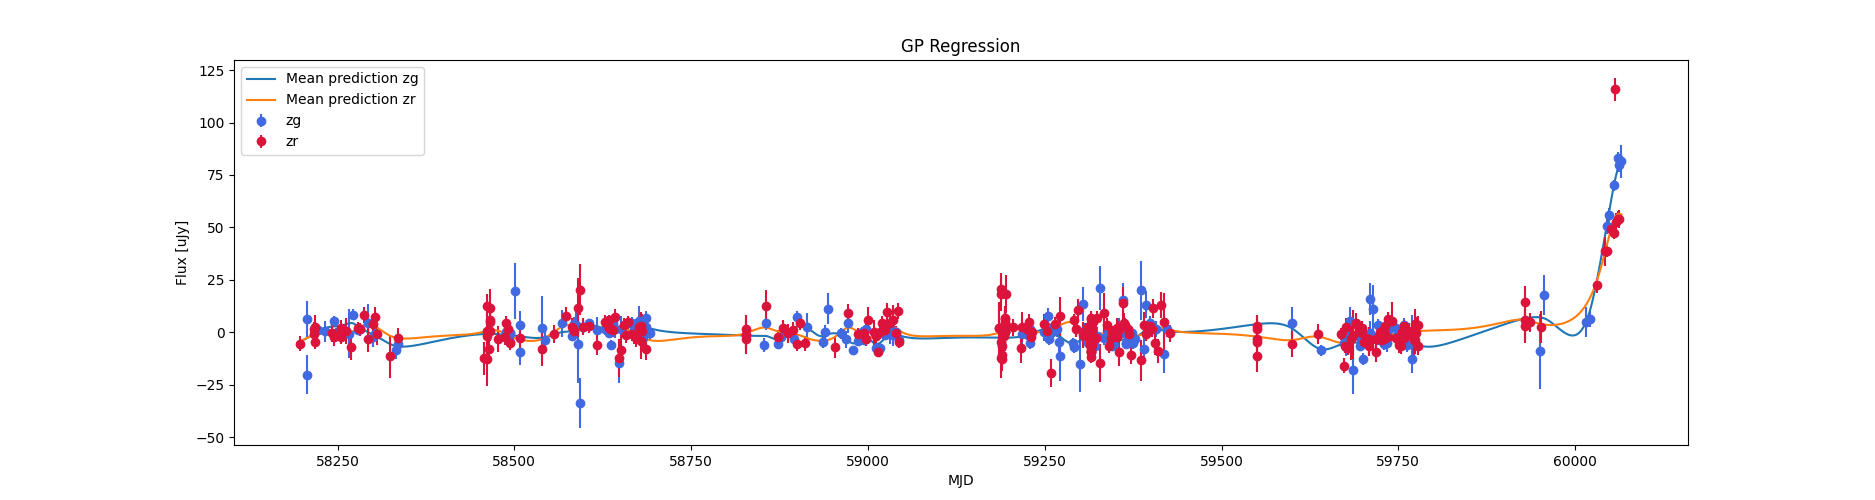 GP Regression
Mean prediction zg
Mean prediction zr
zg
zr
Flux [uJy]
125
100
75
50
25
0
−25
−50
58250 58500 58750 59000 59250 59500 59750 60000
MJD